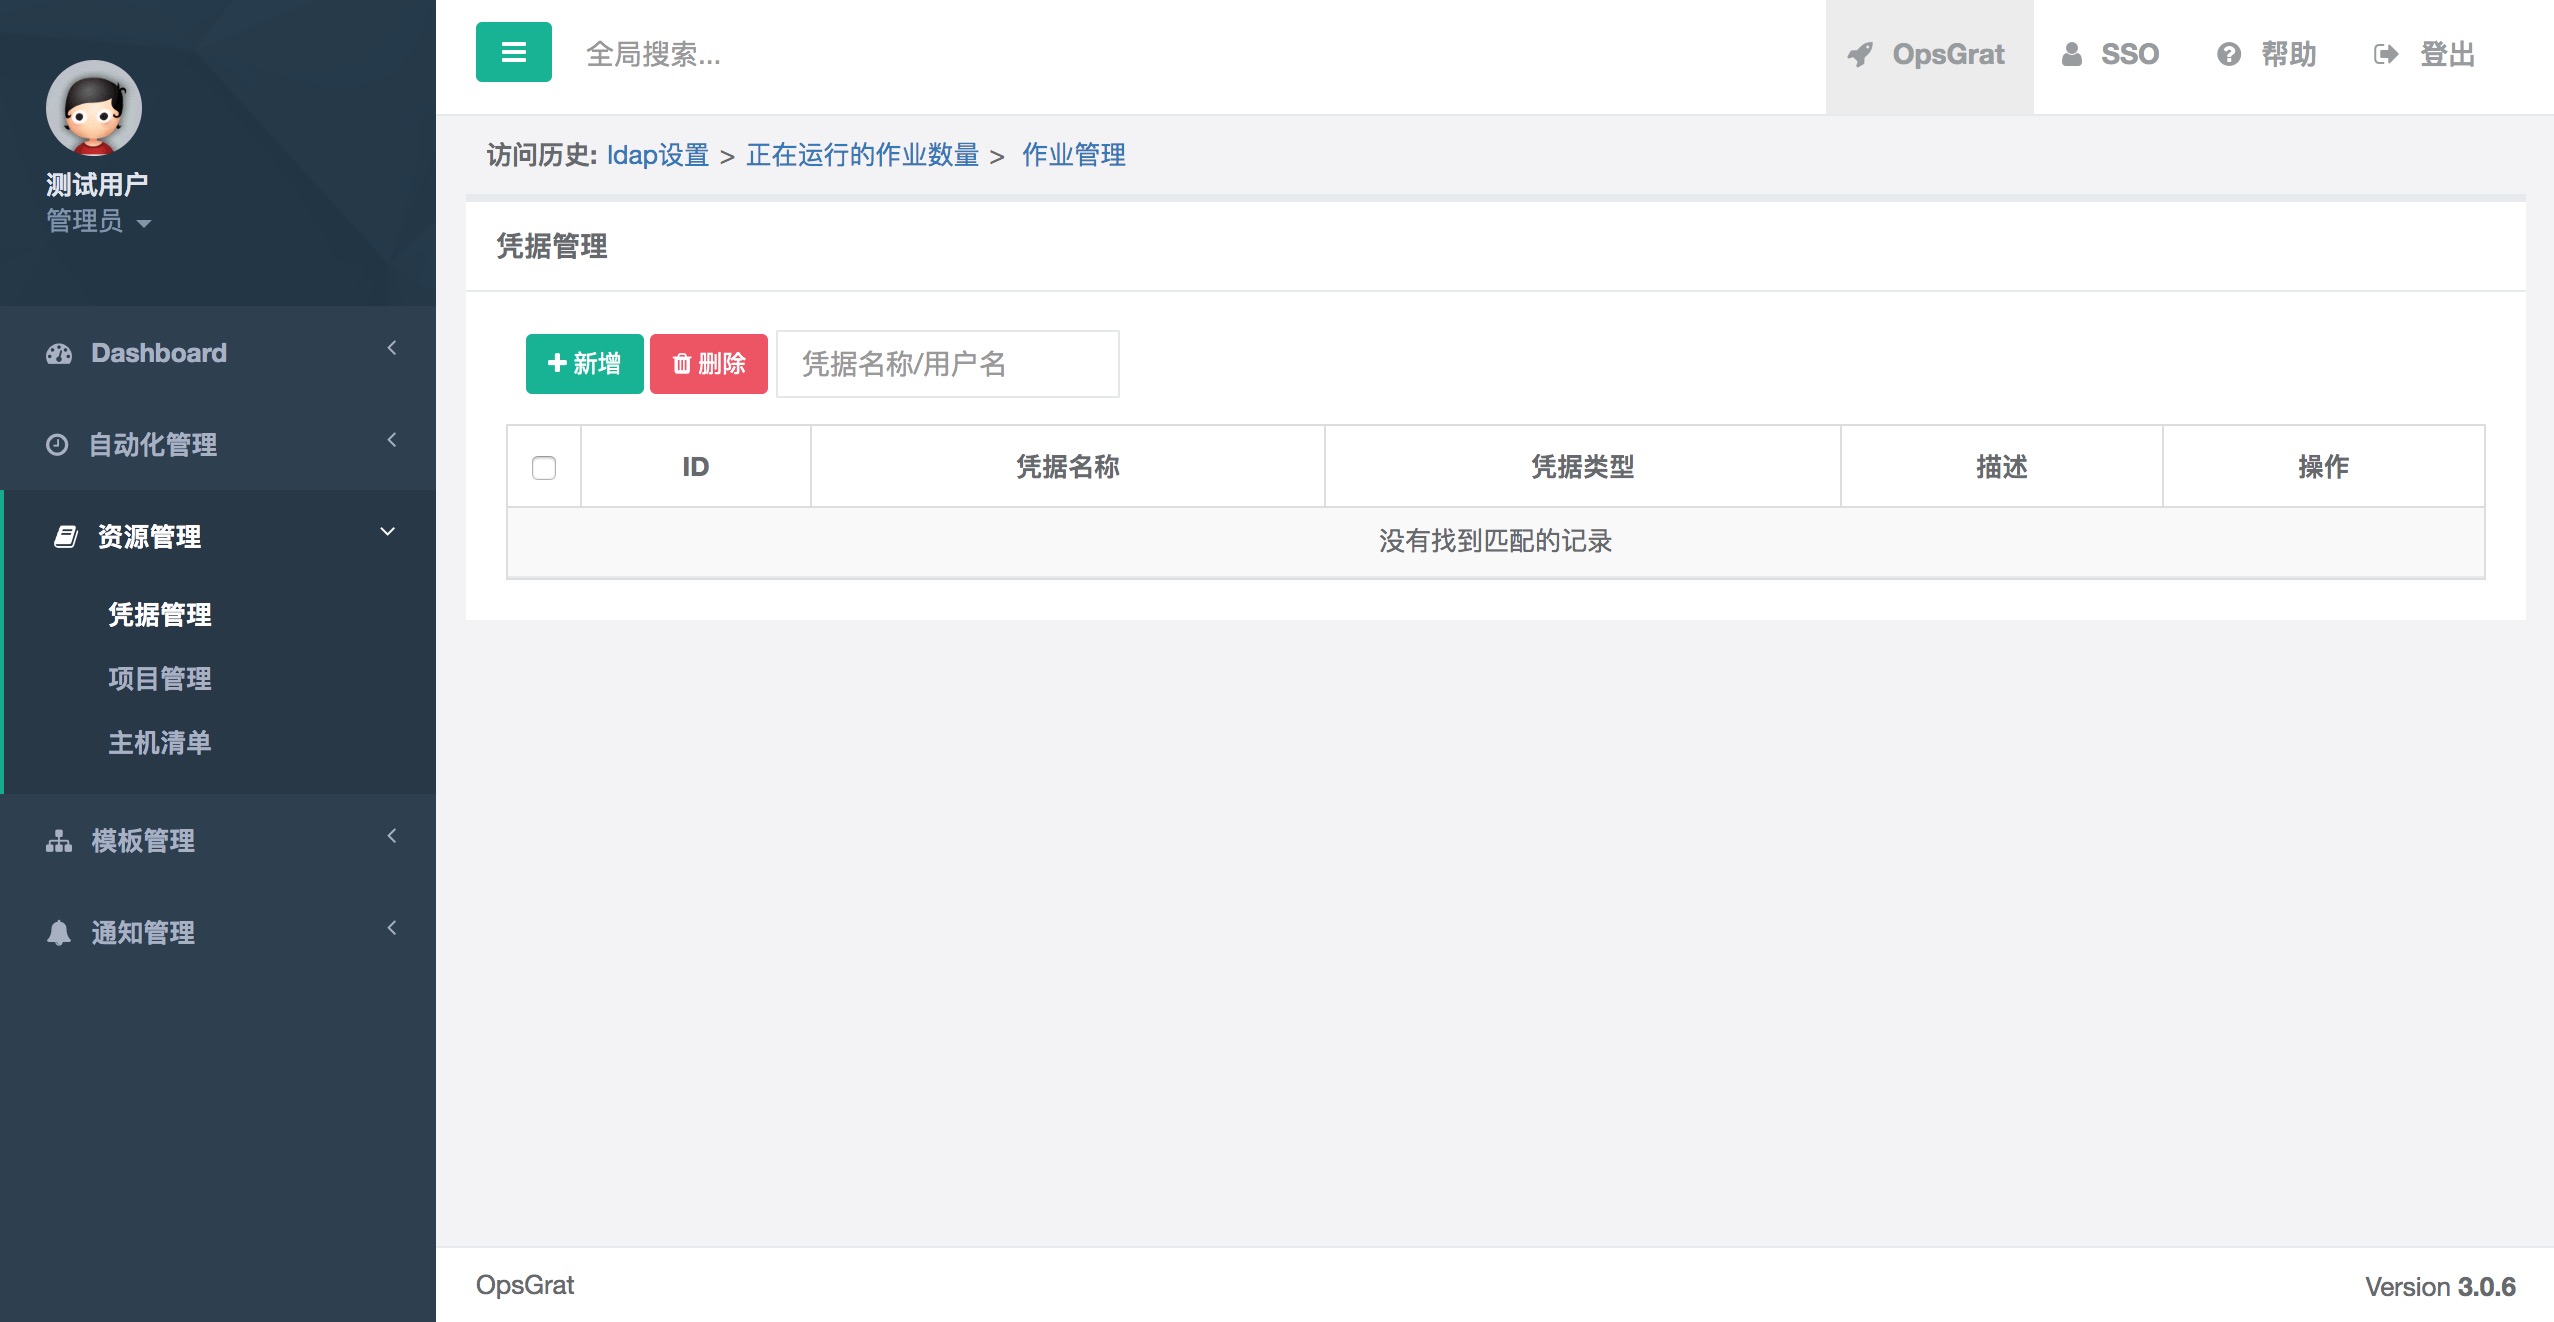 测试用户
管理员
Dashboard
自动化管理
资源管理
凭据管理
项目管理
主机清单
模板管理
通知管理
全局搜索...
OpsGrat SSO 帮助 登出
访问历史: ldap设置 > 正在运行的作业数量 > 作业管理
凭据管理
新增 删除 凭据名称/用户名
ID 凭据名称 凭据类型 描述 操作
没有找到匹配的记录
OpsGrat Version 3.0.6